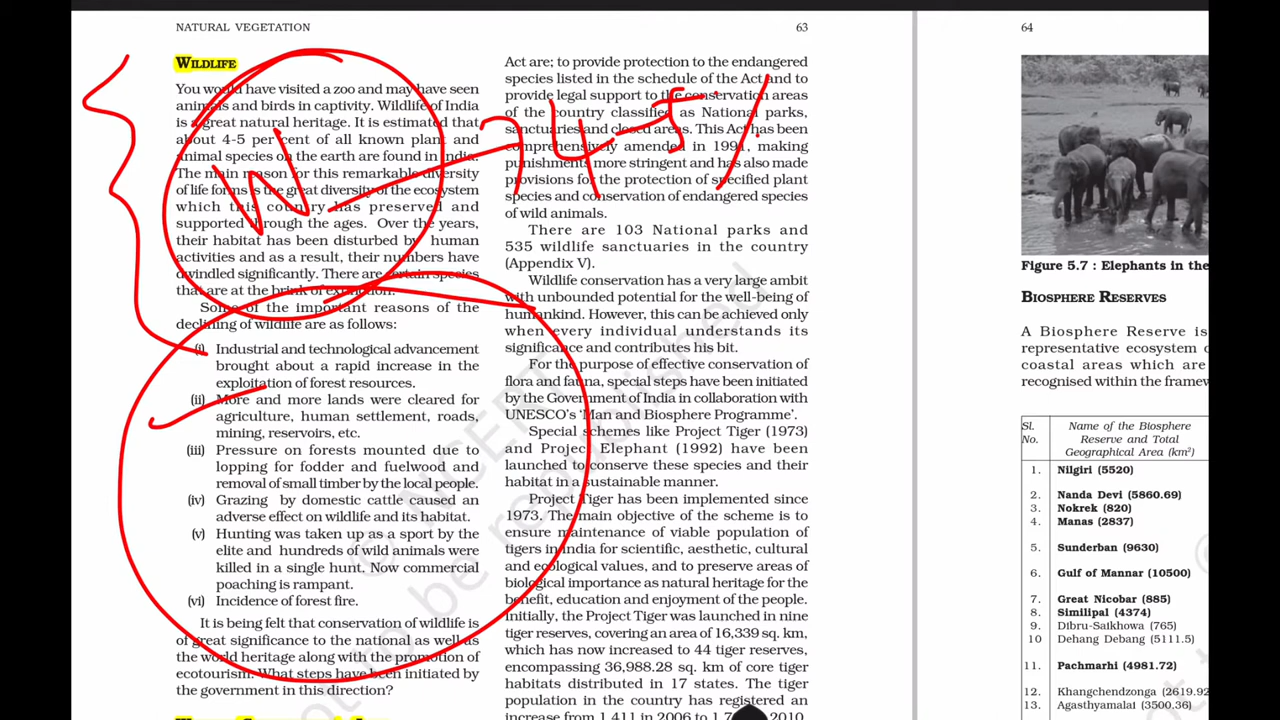 NATURAL VEGETATION
63
WILDLIFE
You would have visited a zoo and may have seen
animals and birds in captivity. Wildlife of India
is a great natural heritage. It is estimated that
about 4-5 per cent of all known plant and
animal species on the earth are found in India.
The main reason for this remarkable diversity
of life forms is the great diversity of the ecosystem
which this country has preserved and
supported through the ages. Over the years,
their habitat has been disturbed by human
activities and as a result, their numbers have
dwindled significantly. There are certain species
that are at the brink of extinction.
Some of the important reasons of the
declining of wildlife are as follows:
(i) Industrial and technological advancement
brought about a rapid increase in the
exploitation of forest resources.
(ii) More and more lands were cleared for
agriculture, human settlement, roads,
mining, reservoirs, etc.
(iii) Pressure on forests mounted due to
lopping for fodder and fuelwood and
removal of small timber by the local people.
(iv) Grazing by domestic cattle caused an
adverse effect on wildlife and its habitat.
(v) Hunting was taken up as a sport by the
elite and hundreds of wild animals were
killed in a single hunt. Now commercial
poaching is rampant.
(vi) Incidence of forest fire.
It is being felt that conservation of wildlife is
of great significance to the national as well as
the world heritage along with the promotion of
ecotourism. What steps have been initiated by
the government in this direction?
Act are; to provide protection to the endangered
species listed in the schedule of the Act and to
provide legal support to the conservation areas
of the country classified as National parks,
sanctuaries and closed areas. This Act has been
comprehensively amended in 1991, making
punishments more stringent and has also made
provisions for the protection of specified plant
species and conservation of endangered species
of wild animals.
There are 103 National parks and
535 wildlife sanctuaries in the country
(Appendix V).
Wildlife conservation has a very large ambit
with unbounded potential for the well-being of
humankind. However, this can be achieved only
when every individual understands its
significance and contributes his bit.
For the purpose of effective conservation of
flora and fauna, special steps have been initiated
by the Government of India in collaboration with
UNESCO's 'Man and Biosphere Programme'.
Special schemes like Project Tiger (1973)
and Project Elephant (1992) have been
launched to conserve these species and their
habitat in a sustainable manner.
Project Tiger has been implemented since
1973. The main objective of the scheme is to
ensure maintenance of viable population of
tigers in India for scientific, aesthetic, cultural
and ecological values, and to preserve areas of
biological importance as natural heritage for the
benefit, education and enjoyment of the people.
Initially, the Project Tiger was launched in nine
tiger reserves, covering an area of 16,339 sq. km,
which has now increased to 44 tiger reserves,
encompassing 36,988.28 sq. km of core tiger
habitats distributed in 17 states. The tiger
population in the country has registered an
increase from 1,411 in 2006 to 2010,
W
4-5 %
© NCERT
not to be republished
64
Figure 5.7 : Elephants in the
BIOSPHERE RESERVES
A Biosphere Reserve is
representative ecosystem
coastal areas which are
recognised within the
Sl. No. Name of the Biosphere Reserve and Total Geographical Area (km²)
1. Nilgiri (5520)
2. Nanda Devi (5860.69)
3. Nokrek (820)
4. Manas (2837)
5. Sunderban (9630)
6. Gulf of Mannar (10500)
7. Great Nicobar (885)
8. Similipal (4374)
9. Dibru-Saikhowa (765)
10 Dehang Debang (5111.5)
11. Pachmarhi (4981.72)
12. Khangchendzonga (2619.92
13. Agasthyamalai (3500.36)